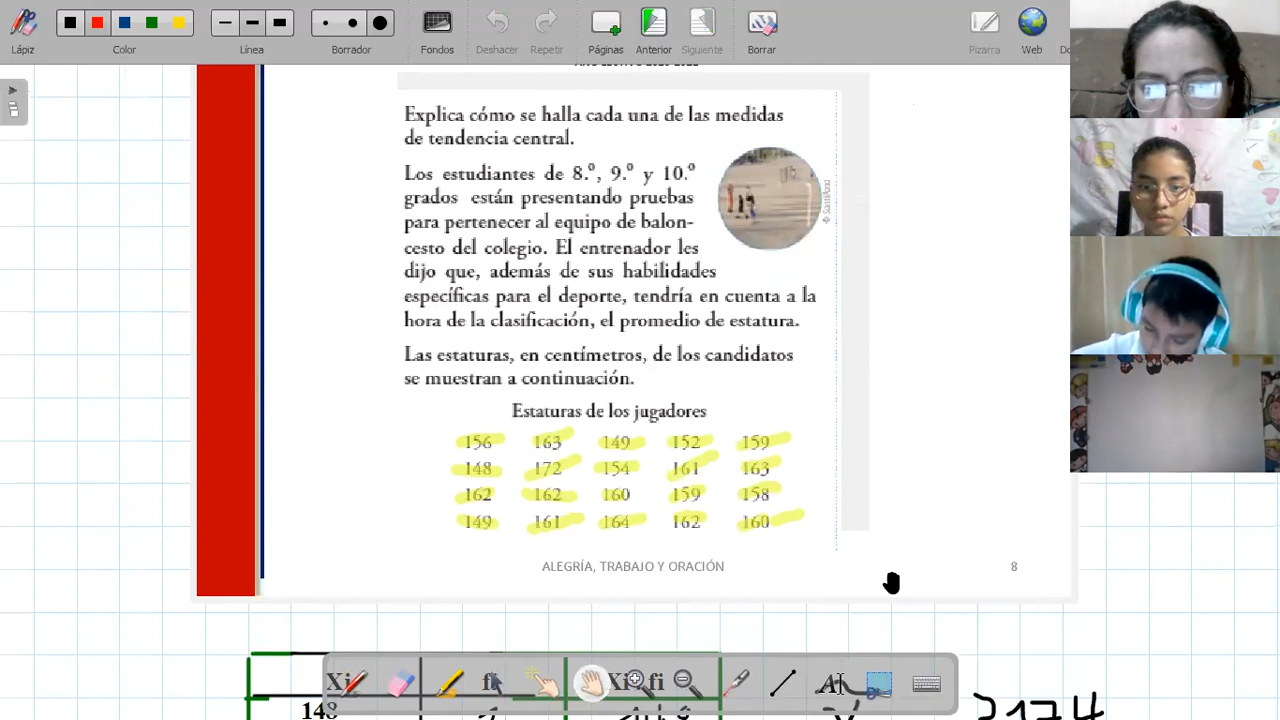 Lápiz
Color
Línea
Borrador
Fondos
Deshacer
Repetir
Páginas
Anterior
Siguiente
Borrar
Pizarra
Web
Explica cómo se halla cada una de las medidas
de tendencia central.
Los estudiantes de 8.º, 9.º y 10.º
grados están presentando pruebas
para pertenecer al equipo de balon-
cesto del colegio. El entrenador les
dijo que, además de sus habilidades
específicas para el deporte, tendría en cuenta a la
hora de la clasificación, el promedio de estatura.
Las estaturas, en centímetros, de los candidatos
se muestran a continuación.
Estaturas de los jugadores
156 163 149 152 159
148 172 154 161 163
162 162 160 159 158
149 161 164 162 160
ALEGRÍA, TRABAJO Y ORACIÓN 8
Xi Xi fi
148